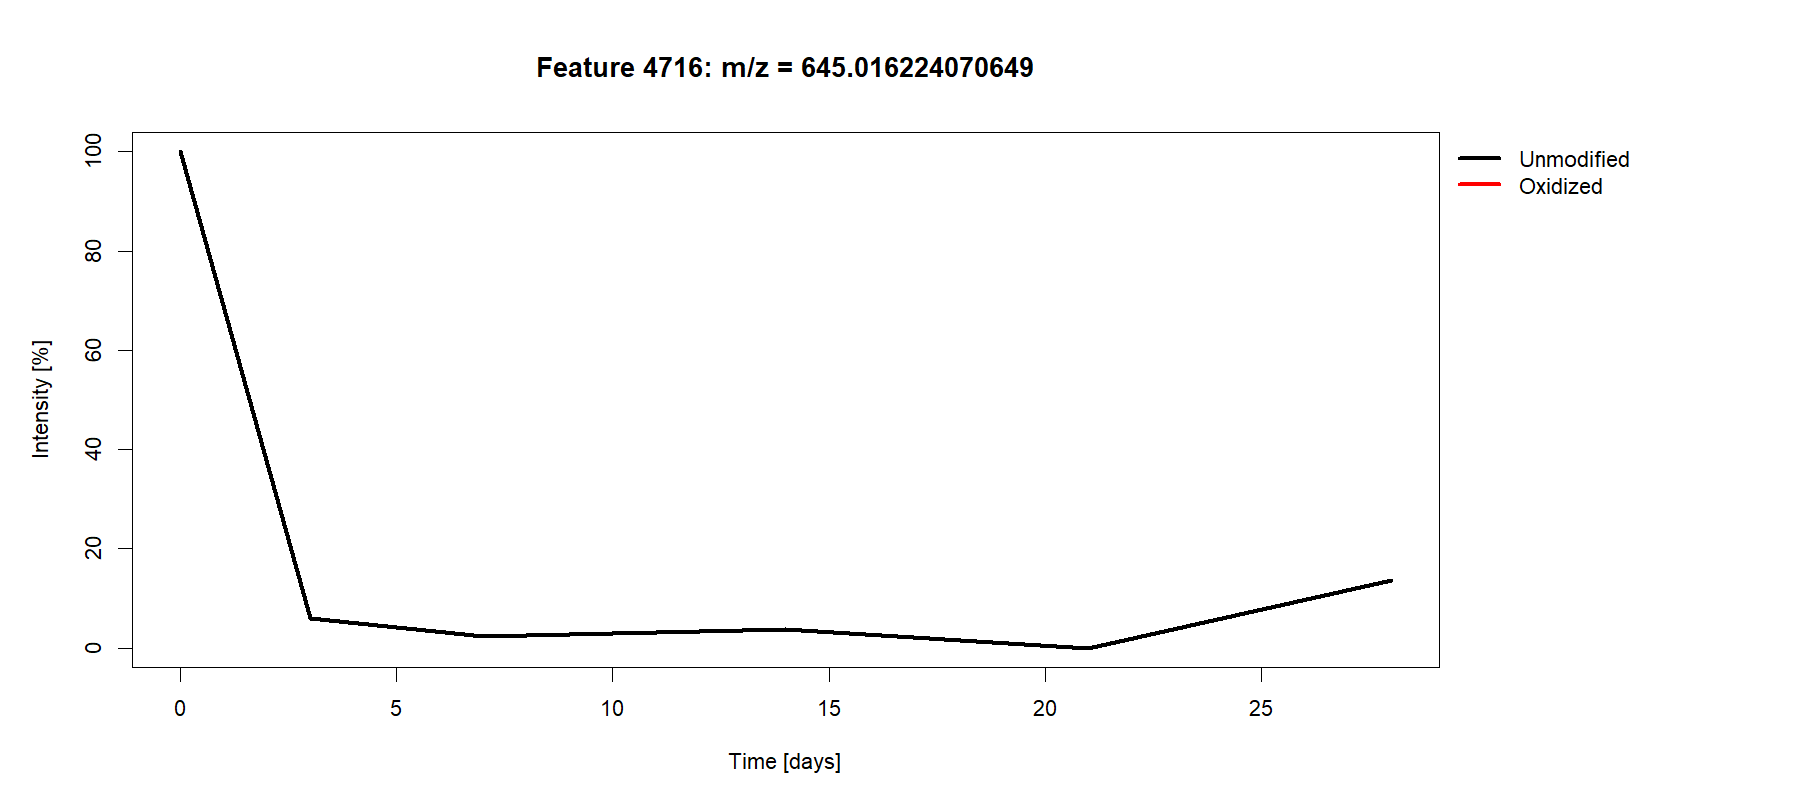 Feature 4716: m/z = 645.016224070649
Unmodified
Oxidized
Intensity [%]
100
80
60
40
20
0
0 5 10 15 20 25
Time [days]